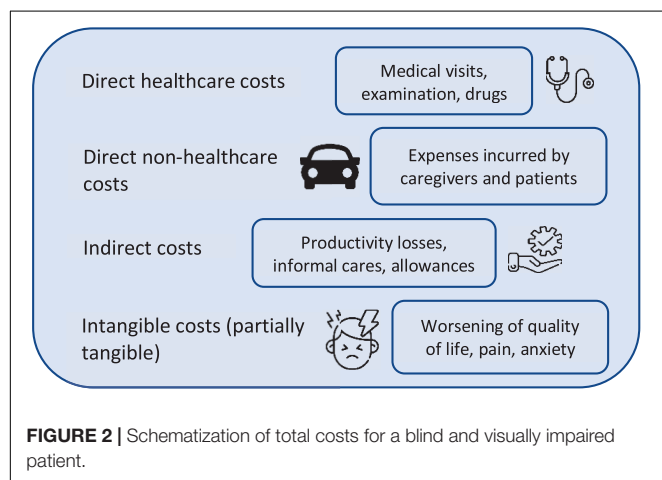 Direct healthcare costs
Medical visits,
examination, drugs
Direct non-healthcare
costs
Expenses incurred by
caregivers and patients
Indirect costs
Productivity losses,
informal cares, allowances
Intangible costs (partially
tangible)
Worsening of quality
of life, pain, anxiety
FIGURE 2 | Schematization of total costs for a blind and visually impaired
patient.